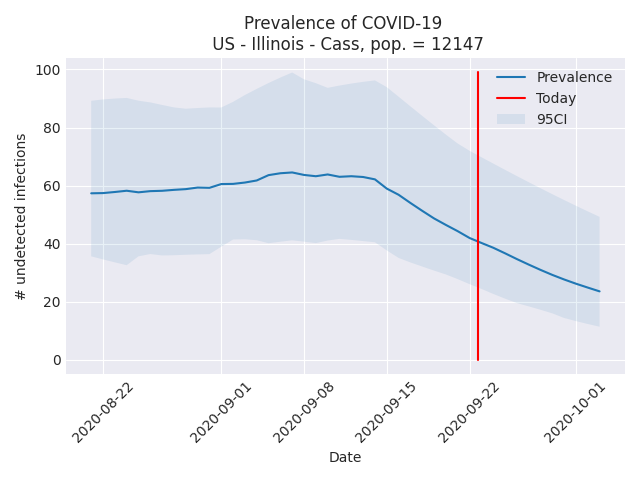 Prevalence of COVID-19
US - Illinois - Cass, pop. = 12147
# undetected infections
100
80
60
40
20
0
Prevalence
Today
95CI
2020-08-22
2020-09-01
2020-09-08
2020-09-15
2020-09-22
2020-10-01
Date